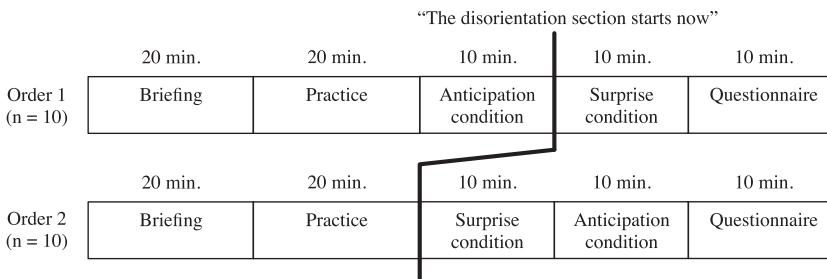 “The disorientation section starts now”
20 min. 20 min. 10 min. 10 min. 10 min.
Order 1 Briefing Practice Anticipation Surprise Questionnaire
(n = 10) condition condition
20 min. 20 min. 10 min. 10 min. 10 min.
Order 2 Briefing Practice Surprise Anticipation Questionnaire
(n = 10) condition condition